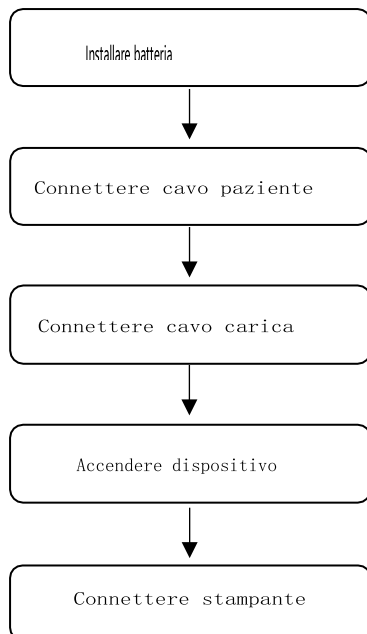 Installare batteria
Connettere cavo paziente
Connettere cavo carica
Accendere dispositivo
Connettere stampante